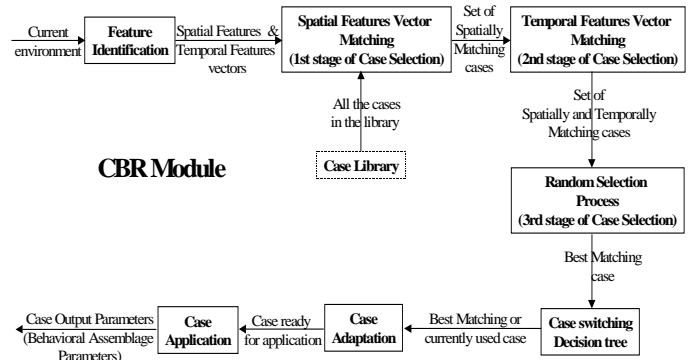 Current
environment
Feature
Identification
Spatial Features &
Temporal Features
vectors
Spatial Features Vector
Matching
(1st stage of Case Selection)
Set of
Spatially
Matching
cases
Temporal Features Vector
Matching
(2nd stage of Case Selection)
All the cases
in the library
Set of
Spatially and Temporally
Matching cases
CBR Module
Case Library
Random Selection
Process
(3rd stage of Case Selection)
Best Matching
case
Case Output Parameters
(Behavioral Assemblage
Parameters)
Case
Application
Case ready
for application
Case
Adaptation
Best Matching or
currently used case
Case switching
Decision tree